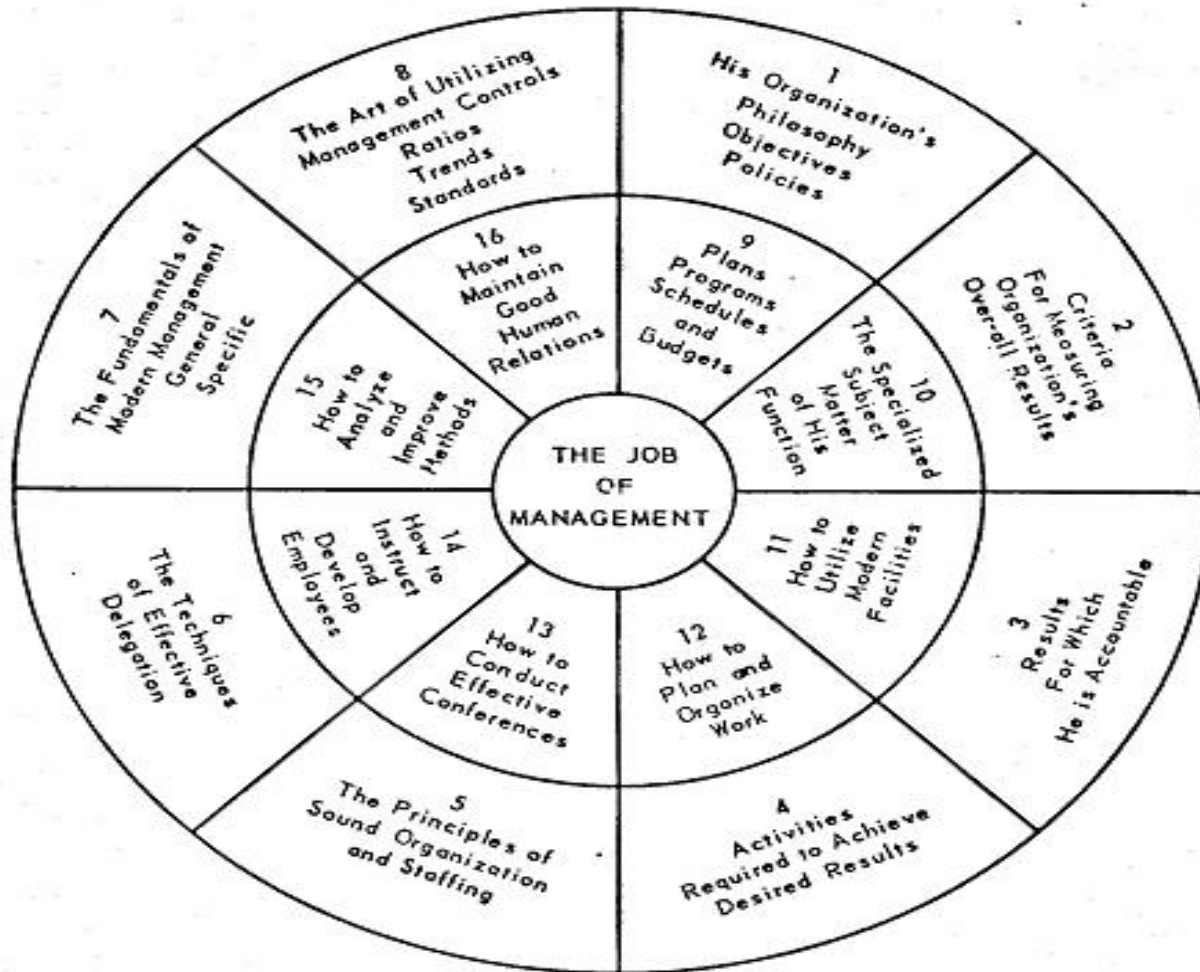 THE JOB
OF
MANAGEMENT
1
His Organization's
Philosophy
Objectives
Policies
2
Criteria
For Measuring
Organization's
Overall Results
3
Results
For Which
He is Accountable
4
Activities
Required to Achieve
Desired Results
5
The Principles of
Sound Organization
and Staffing
6
The Techniques
of Effective
Delegation
7
The Fundamentals of
Modern Management
General
Specific
8
The Art of Utilizing
Management Controls
Ratios
Trends
Standards
9
Plans
Programs
Schedules
and
Budgets
10
The Specialized
Subject
Matter
of His
Function
11
How to
Utilize
Modern
Facilities
12
How to
Plan and
Organize
Work
13
How to
Conduct
Effective
Conferences
14
How to
Instruct
and
Develop
Employees
15
How to
Analyze
and
Improve
Methods
16
How to
Maintain
Good
Human
Relations